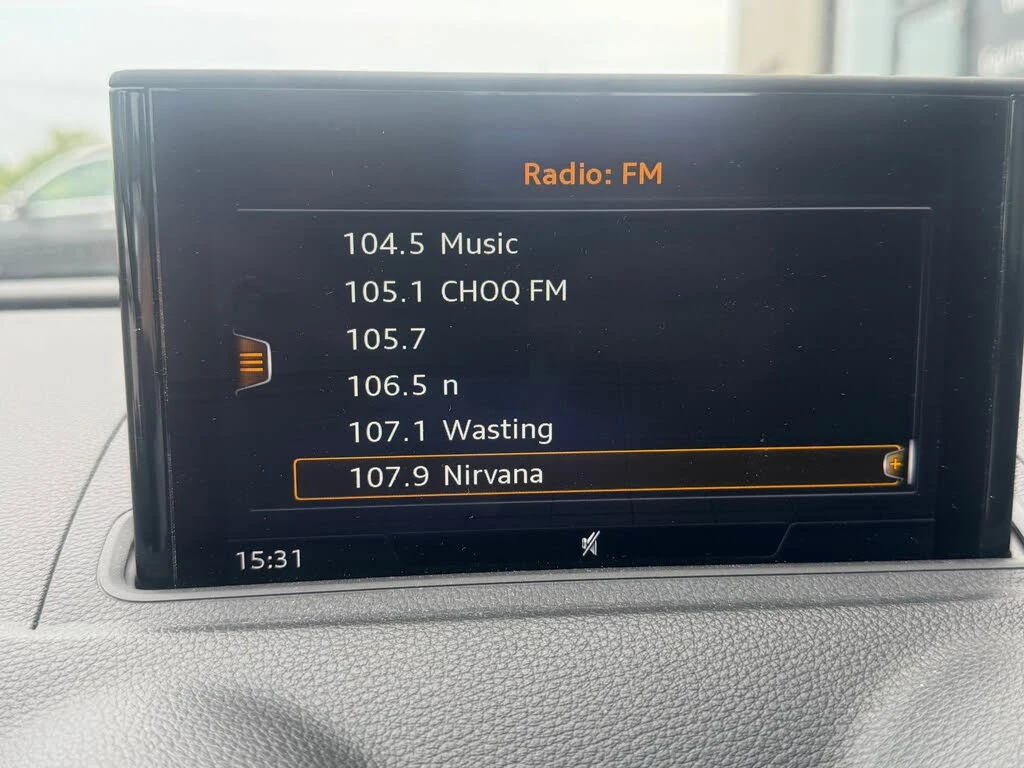 Radio: FM
104.5 Music
105.1 CHOQ FM
105.7
106.5 n
107.1 Wasting
107.9 Nirvana
15:31